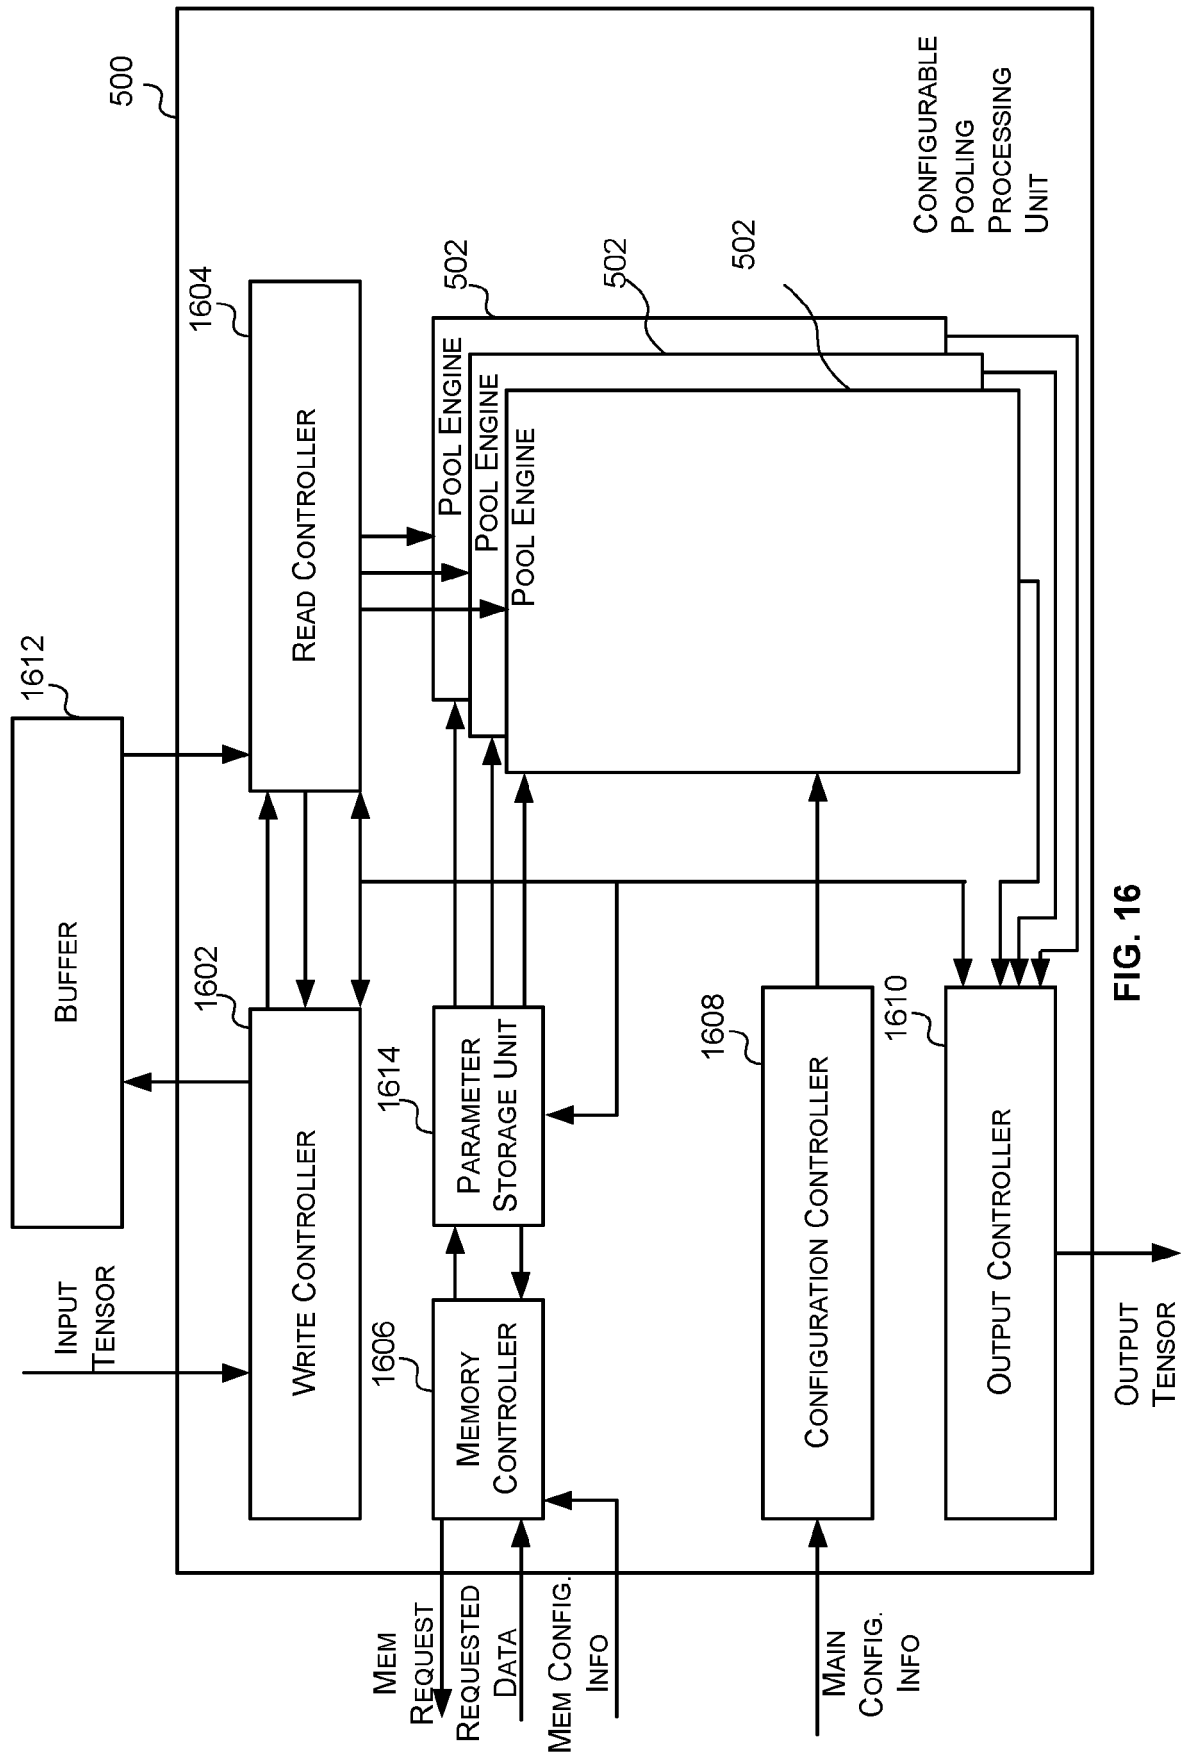 500
1612
BUFFER
INPUT
TENSOR
1602
WRITE CONTROLLER
1604
READ CONTROLLER
MEM
REQUEST
REQUESTED
DATA
MEM CONFIG.
INFO
1606
MEMORY
CONTROLLER
1614
PARAMETER
STORAGE UNIT
502
POOL ENGINE
502
POOL ENGINE
502
POOL ENGINE
MAIN
CONFIG.
INFO
1608
CONFIGURATION CONTROLLER
1610
OUTPUT CONTROLLER
CONFIGURABLE
POOLING
PROCESSING
UNIT
OUTPUT
TENSOR
FIG. 16